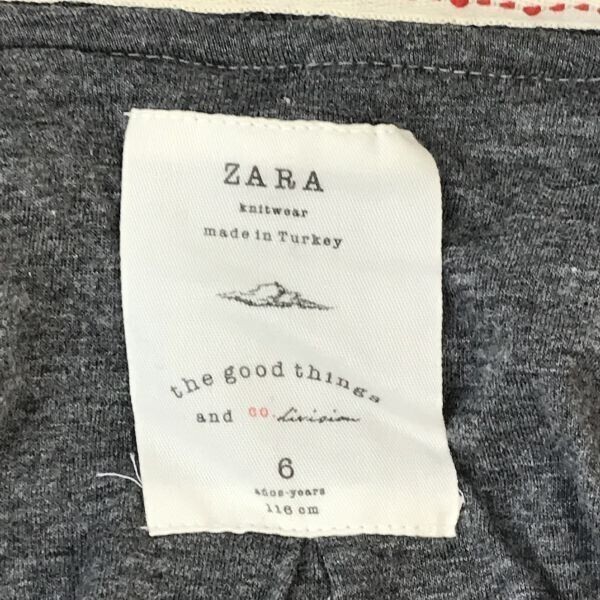 ZARA
knitwear
made in Turkey
the good things
and co. division
6
años-years
116 cm